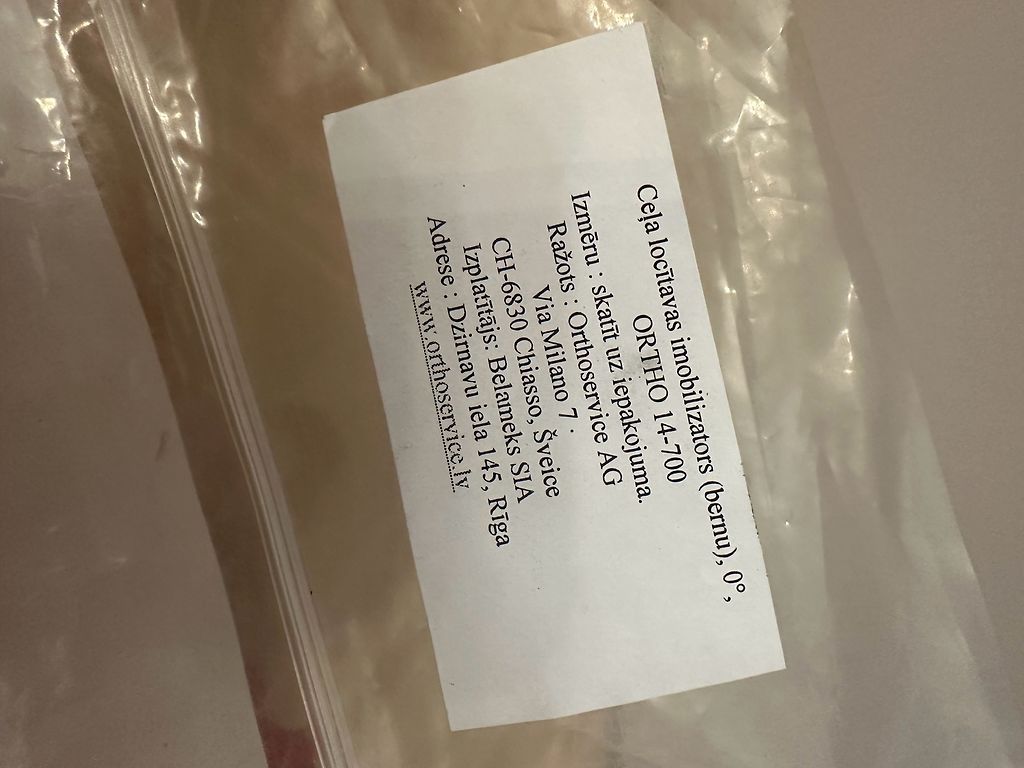 Ceļa locītavas imobilizators (bernu), 0°,
ORTHO 14-700
Izmēru : skatīt uz iepakojuma.
Ražots : Orthoservice AG
Via Milano 7 .
CH-6830 Chiasso, Šveice
Izplatītājs: Belameks SIA
Adrese : Dzirnavu iela 145, Rīga
www.orthoservice.lv